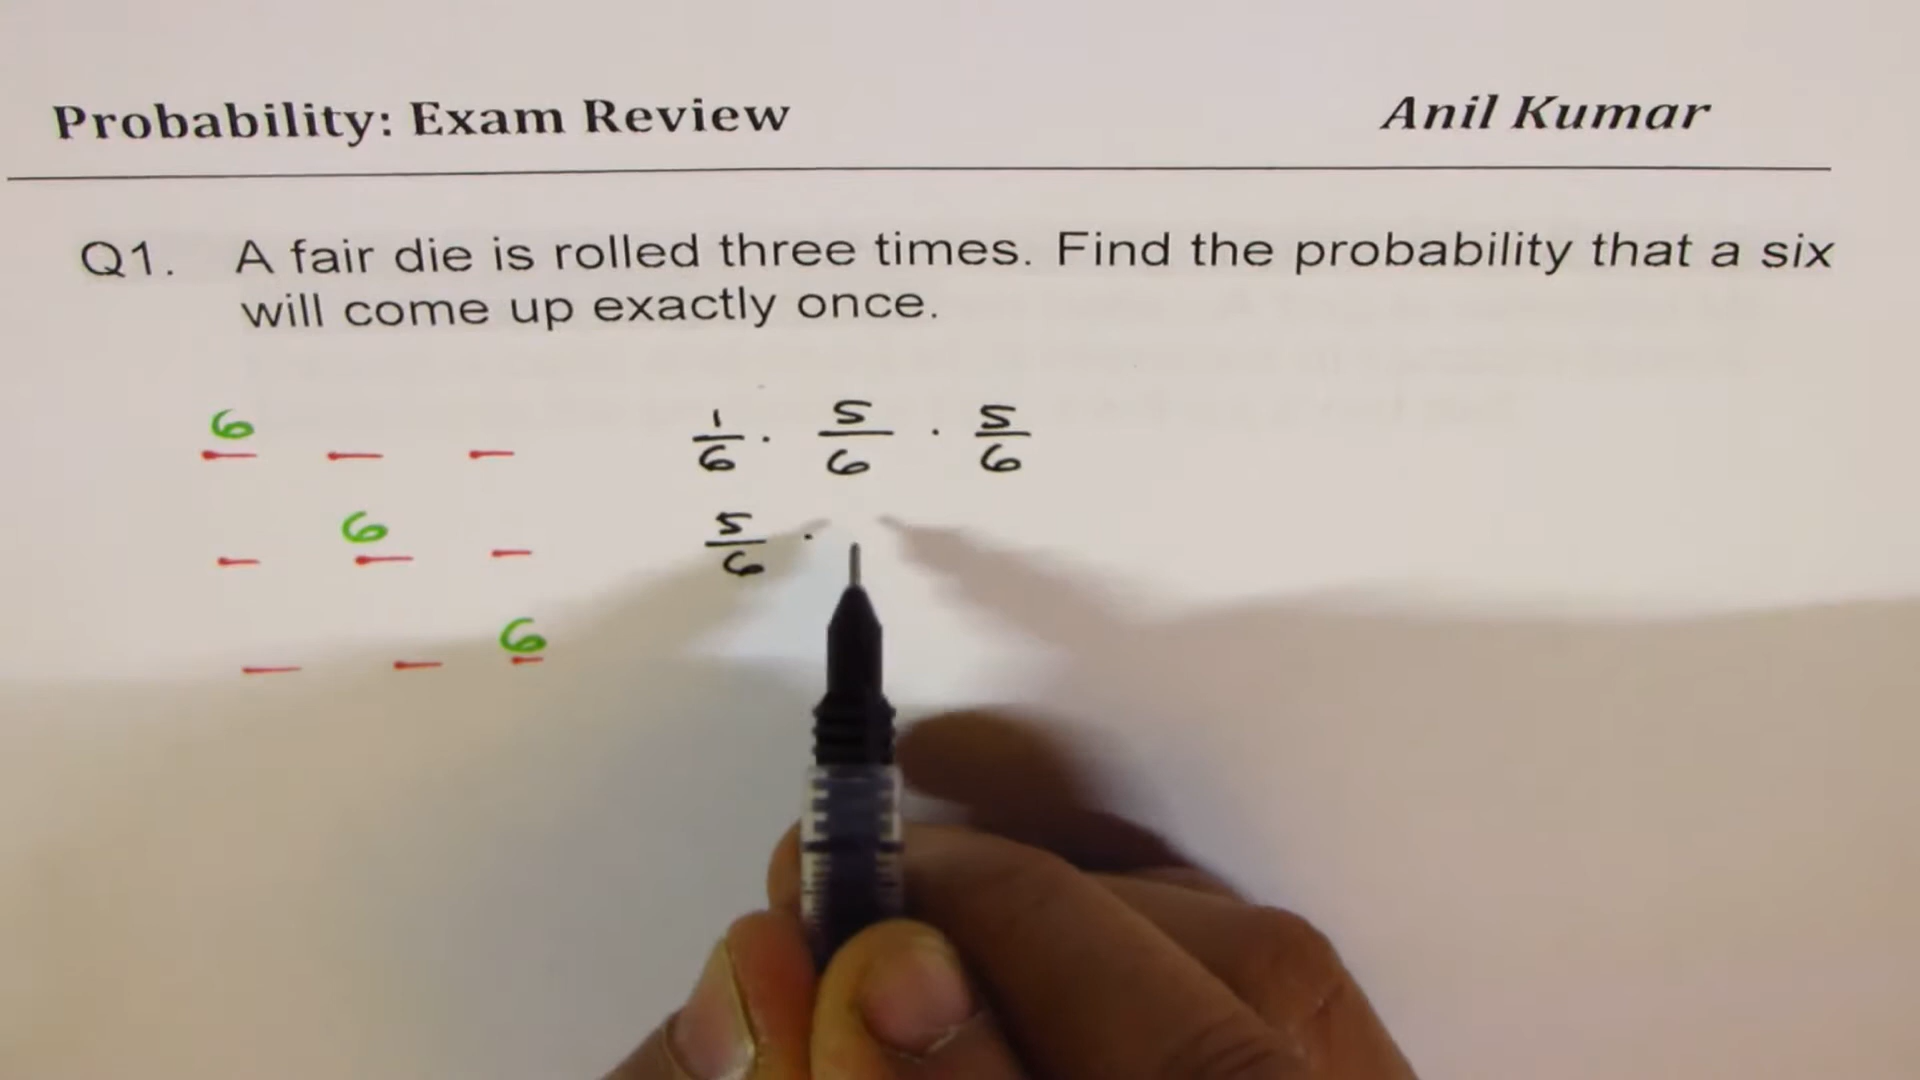 Probability: Exam Review Anil Kumar
Q1. A fair die is rolled three times. Find the probability that a six
will come up exactly once.
6 _ _ 1/6 · 5/6 · 5/6
_ 6 _ 5/6 ·
_ _ 6